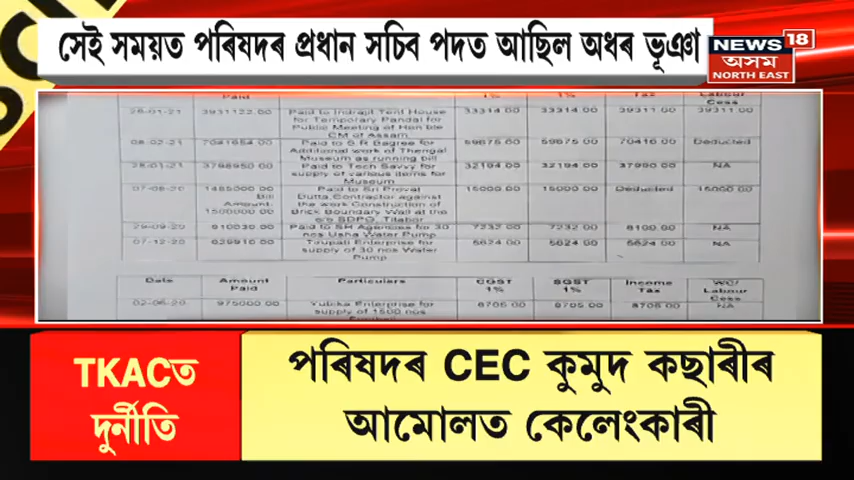 সেই সময়ত পৰিষদৰ প্ৰধান সচিব পদত আছিল অধৰ ভূঞা
NEWS 18
অসম
NORTH EAST
Paid Tax Labour Cess
28-01-21 3931122.00 Paid to Indrajit Tent House for Temporary Pandal for Public Meeting of Hon'ble CM of Assam 33314.00 33314.00 39311.00 39311.00
08-02-21 7041654.00 Paid to S R Bagree for Additional work of Thengal Museum as running bill 59675.00 59675.00 70416.00 Deducted
28-01-21 3798950.00 Paid to Tech Savvy for supply of various items for Museum 32194.00 32194.00 37990.00 NA
07-08-20 1485000.00 Bill Amount: 1500000.00 Paid to Sri Proval Dutta,Contractor against the work Construction of Brick Boundary Wall at the o/o SDPO, Titabor 15000.00 15000.00 Deducted 15000.00
29-09-20 910030.00 Paid to SH Agencies for 30 nos Usha Water Pump 7232.00 7232.00 8100.00 NA
07-12-20 629910.00 Tirupati Enterprise for supply of 30 nos Water Pump 5624.00 5624.00 5624.00 NA
Date Amount Paid Particulars CGST 1% SGST 1% Income Tax WC/ Labour Cess
02-06-20 975000.00 Yubika Enterprise for supply of 1500 nos 8705.00 8705.00 8705.00 NA
TKACত
দুৰ্নীতি
পৰিষদৰ CEC কুমুদ কছাৰীৰ
আমোলত কেলেংকাৰী